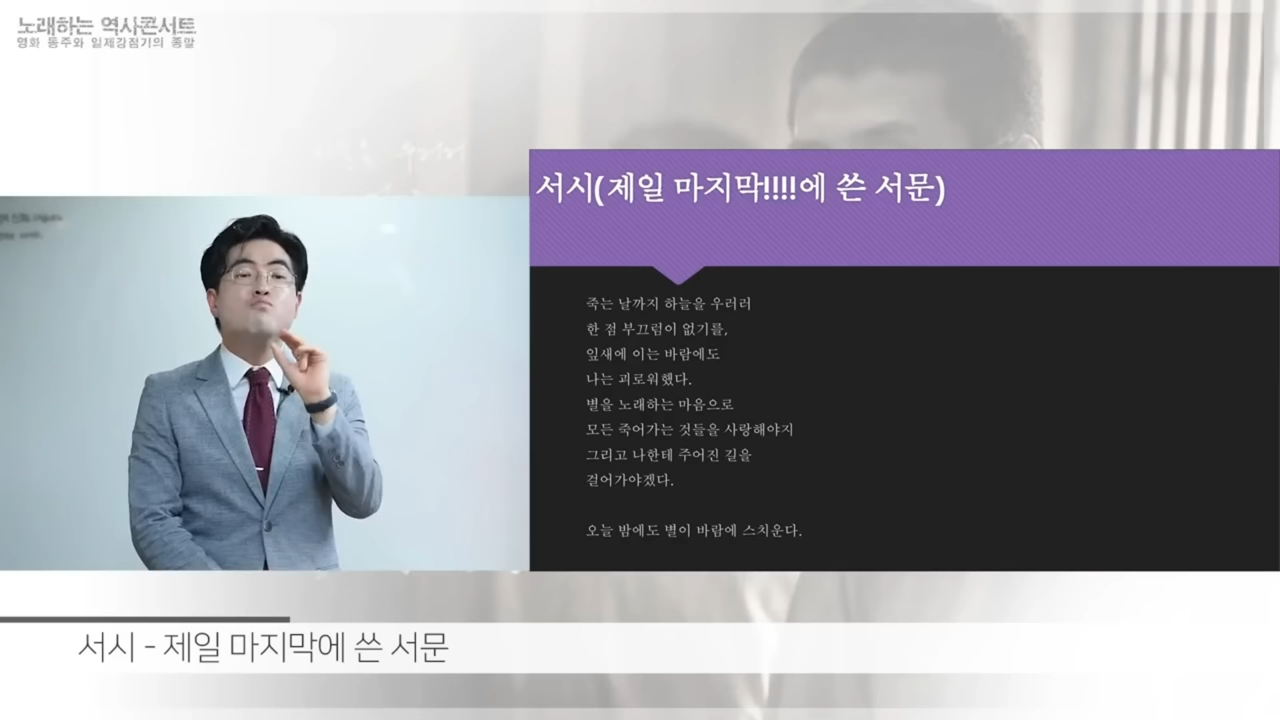 노래하는 역사콘서트
영화 동주와 일제강점기의 종말
서시(제일 마지막!!!!에 쓴 서문)
죽는 날까지 하늘을 우러러
한 점 부끄럼이 없기를,
잎새에 이는 바람에도
나는 괴로워했다.
별을 노래하는 마음으로
모든 죽어가는 것들을 사랑해야지
그리고 나한테 주어진 길을
걸어가야겠다.
오늘 밤에도 별이 바람에 스치운다.
서시 - 제일 마지막에 쓴 서문